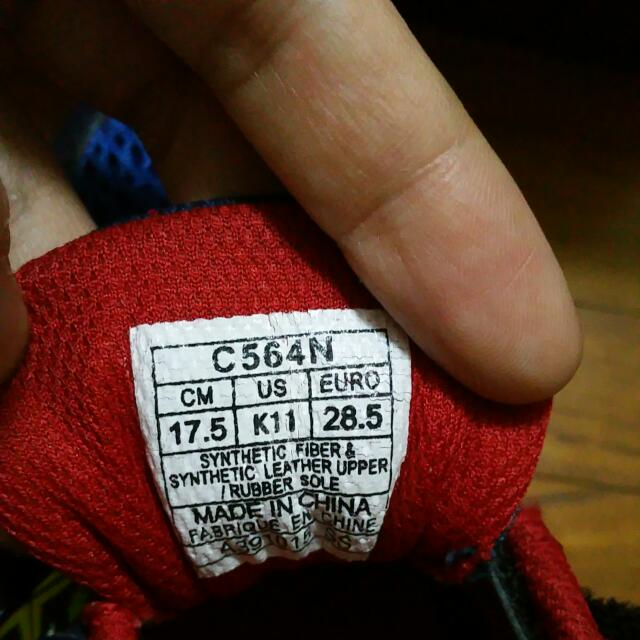 C564N
CM US EURO
17.5 K11 28.5
SYNTHETIC FIBER &
SYNTHETIC LEATHER UPPER
/RUBBER SOLE
MADE IN CHINA
FABRIQUE EN CHINE